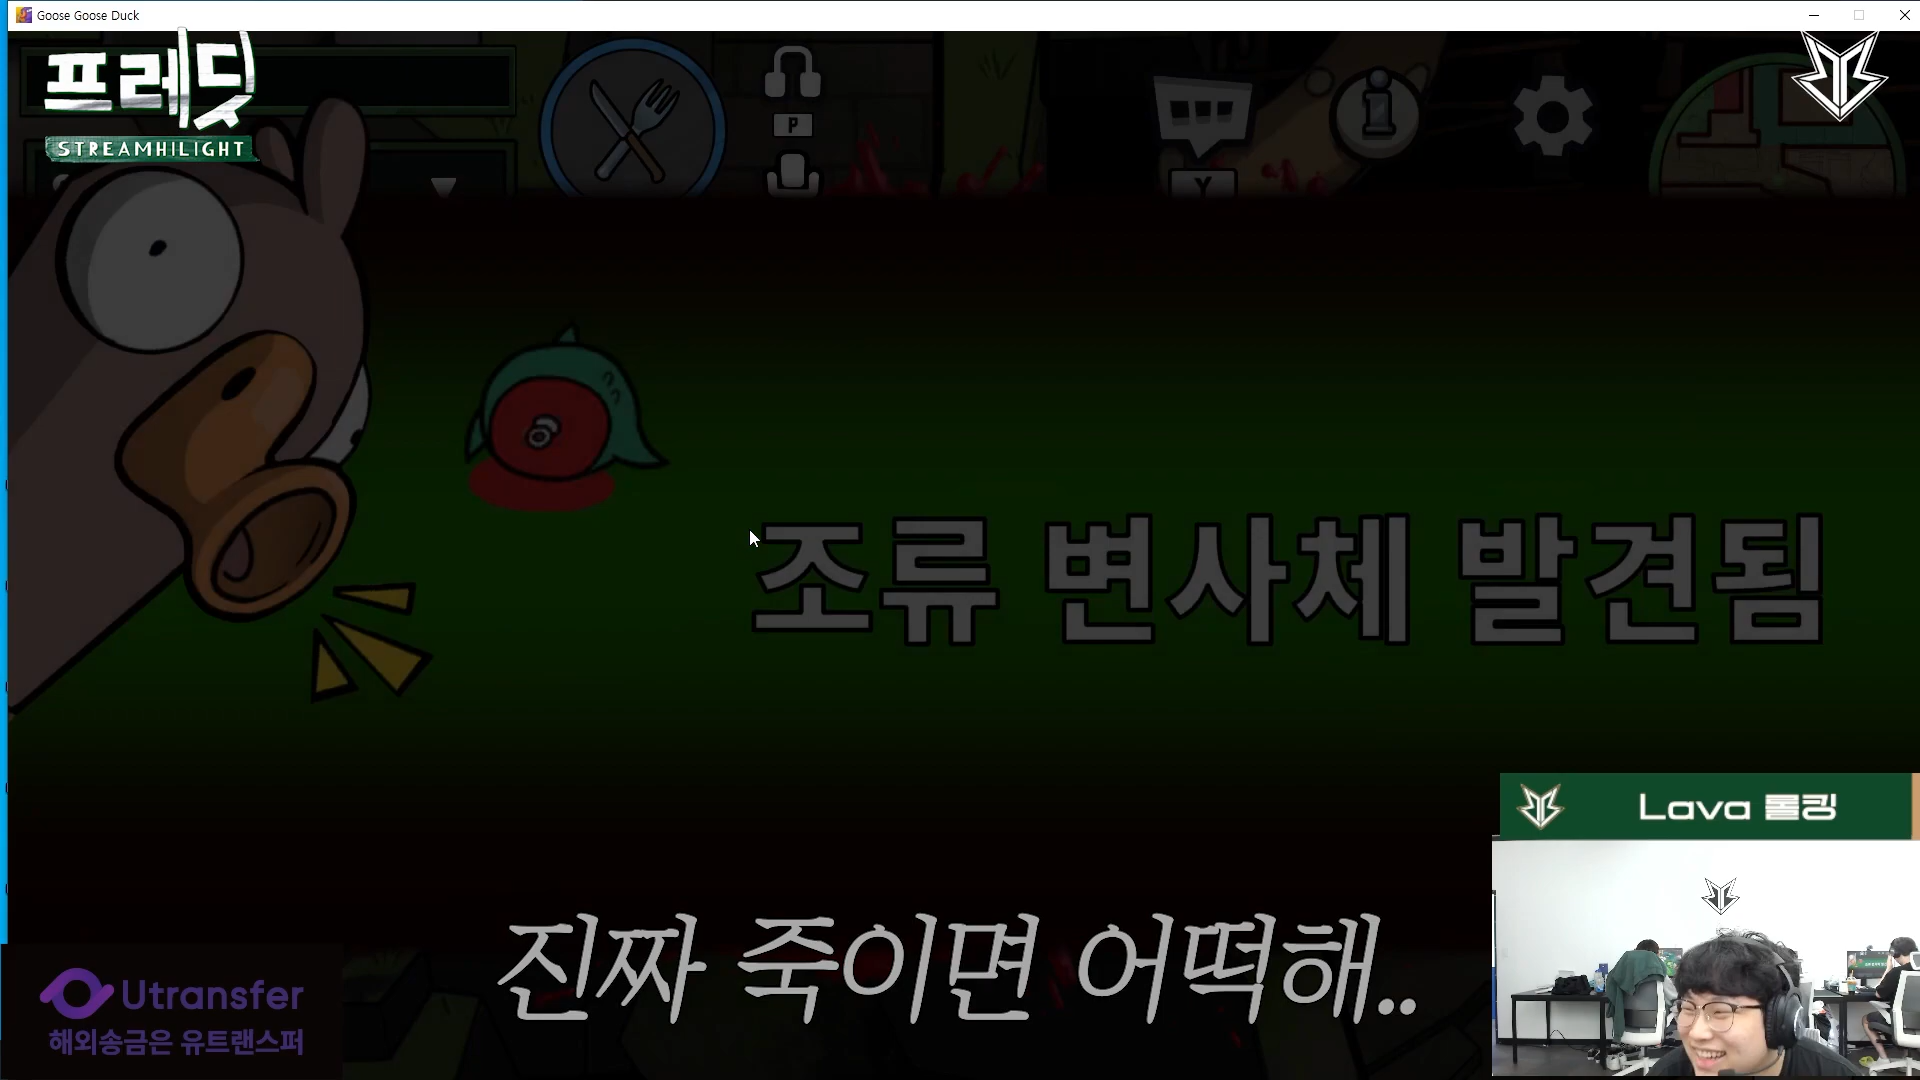 Goose Goose Duck
프레딧
STREAMHILIGHT
P
Y
조류 변사체 발견됨
Lava 롤킹
진짜 죽이면 어떡해..
Utransfer
해외송금은 유트랜스퍼